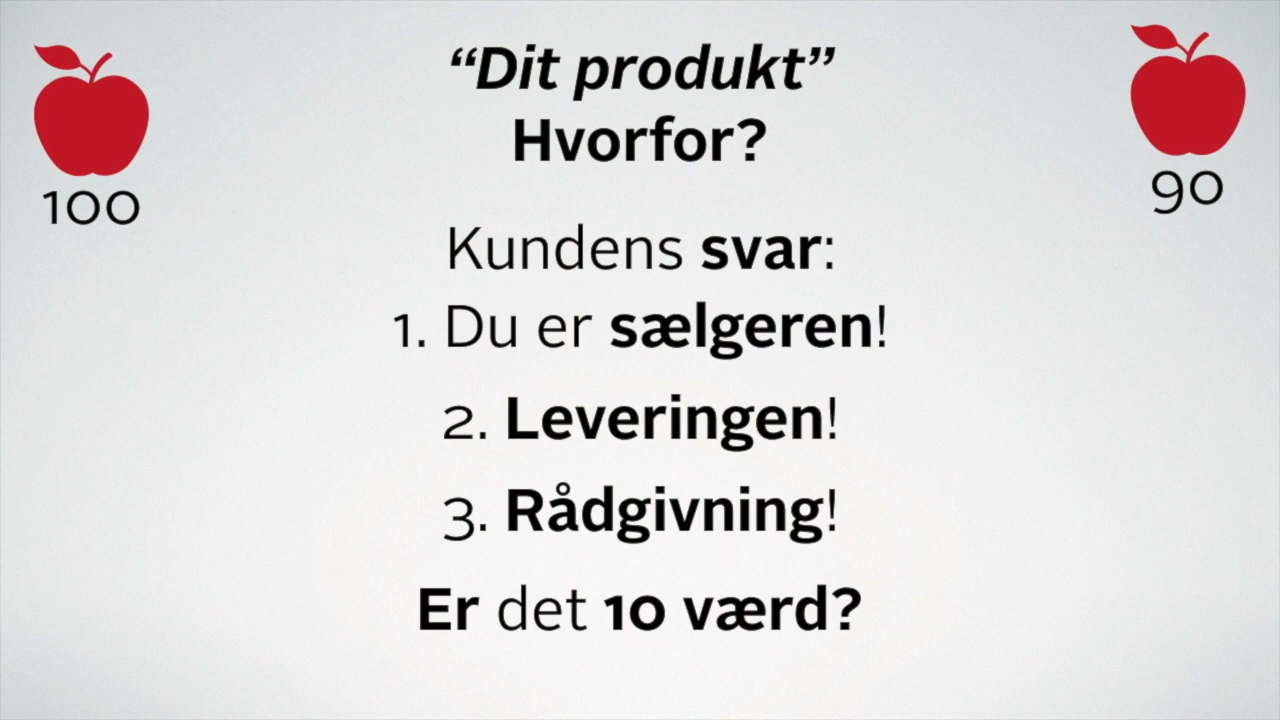 “Dit produkt”
Hvorfor?
100
90
Kundens svar:
1. Du er sælgeren!
2. Leveringen!
3. Rådgivning!
Er det 10 værd?